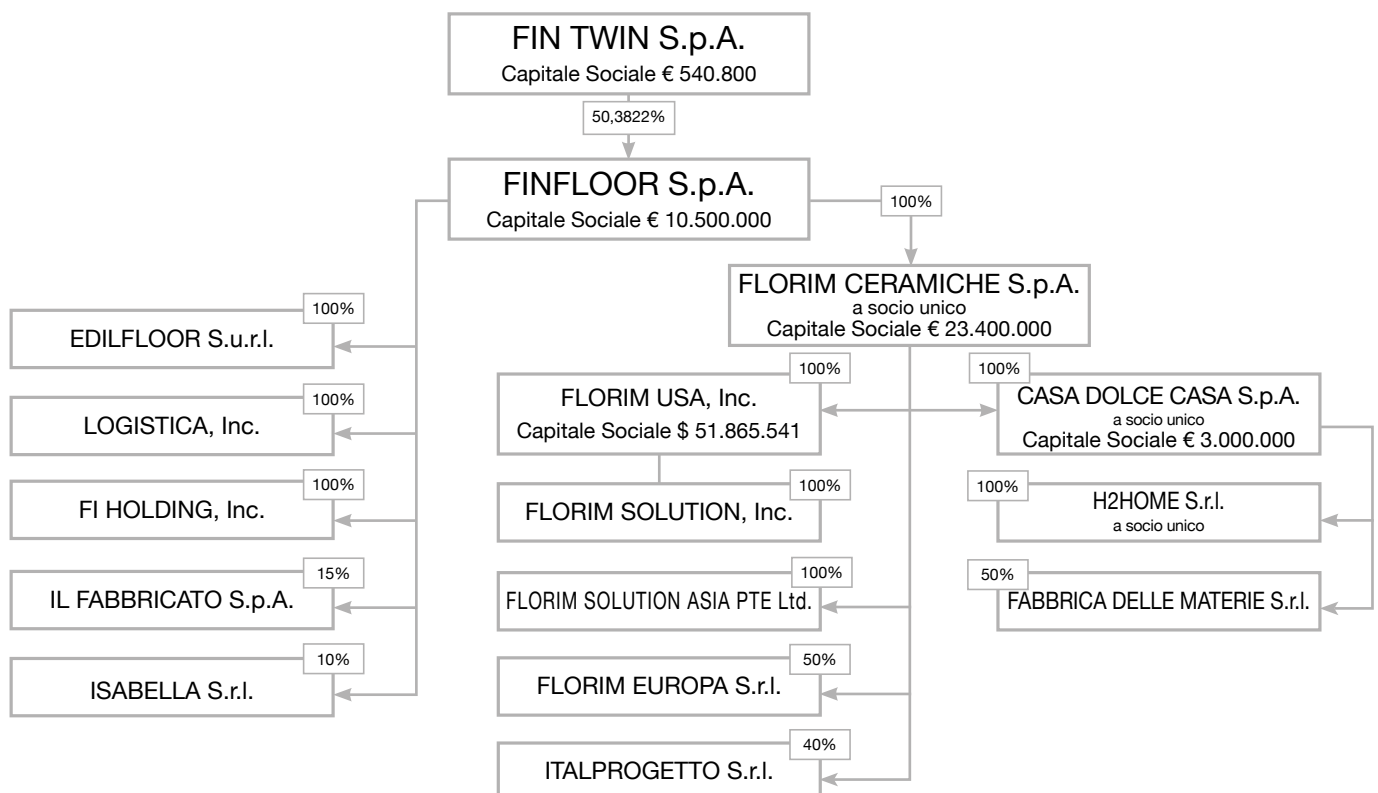 FIN TWIN S.p.A.
Capitale Sociale € 540.800
50,3822%
FINFLOOR S.p.A.
Capitale Sociale € 10.500.000
100%
FLORIM CERAMICHE S.p.A.
a socio unico
Capitale Sociale € 23.400.000
100%
EDILFLOOR S.u.r.l.
100%
LOGISTICA, Inc.
100%
FI HOLDING, Inc.
15%
IL FABBRICATO S.p.A.
10%
ISABELLA S.r.l.
100%
FLORIM USA, Inc.
Capitale Sociale $ 51.865.541
100%
FLORIM SOLUTION, Inc.
100%
FLORIM SOLUTION ASIA PTE Ltd.
50%
FLORIM EUROPA S.r.l.
40%
ITALPROGETTO S.r.l.
100%
CASA DOLCE CASA S.p.A.
a socio unico
Capitale Sociale € 3.000.000
100%
H2HOME S.r.l.
a socio unico
50%
FABBRICA DELLE MATERIE S.r.l.